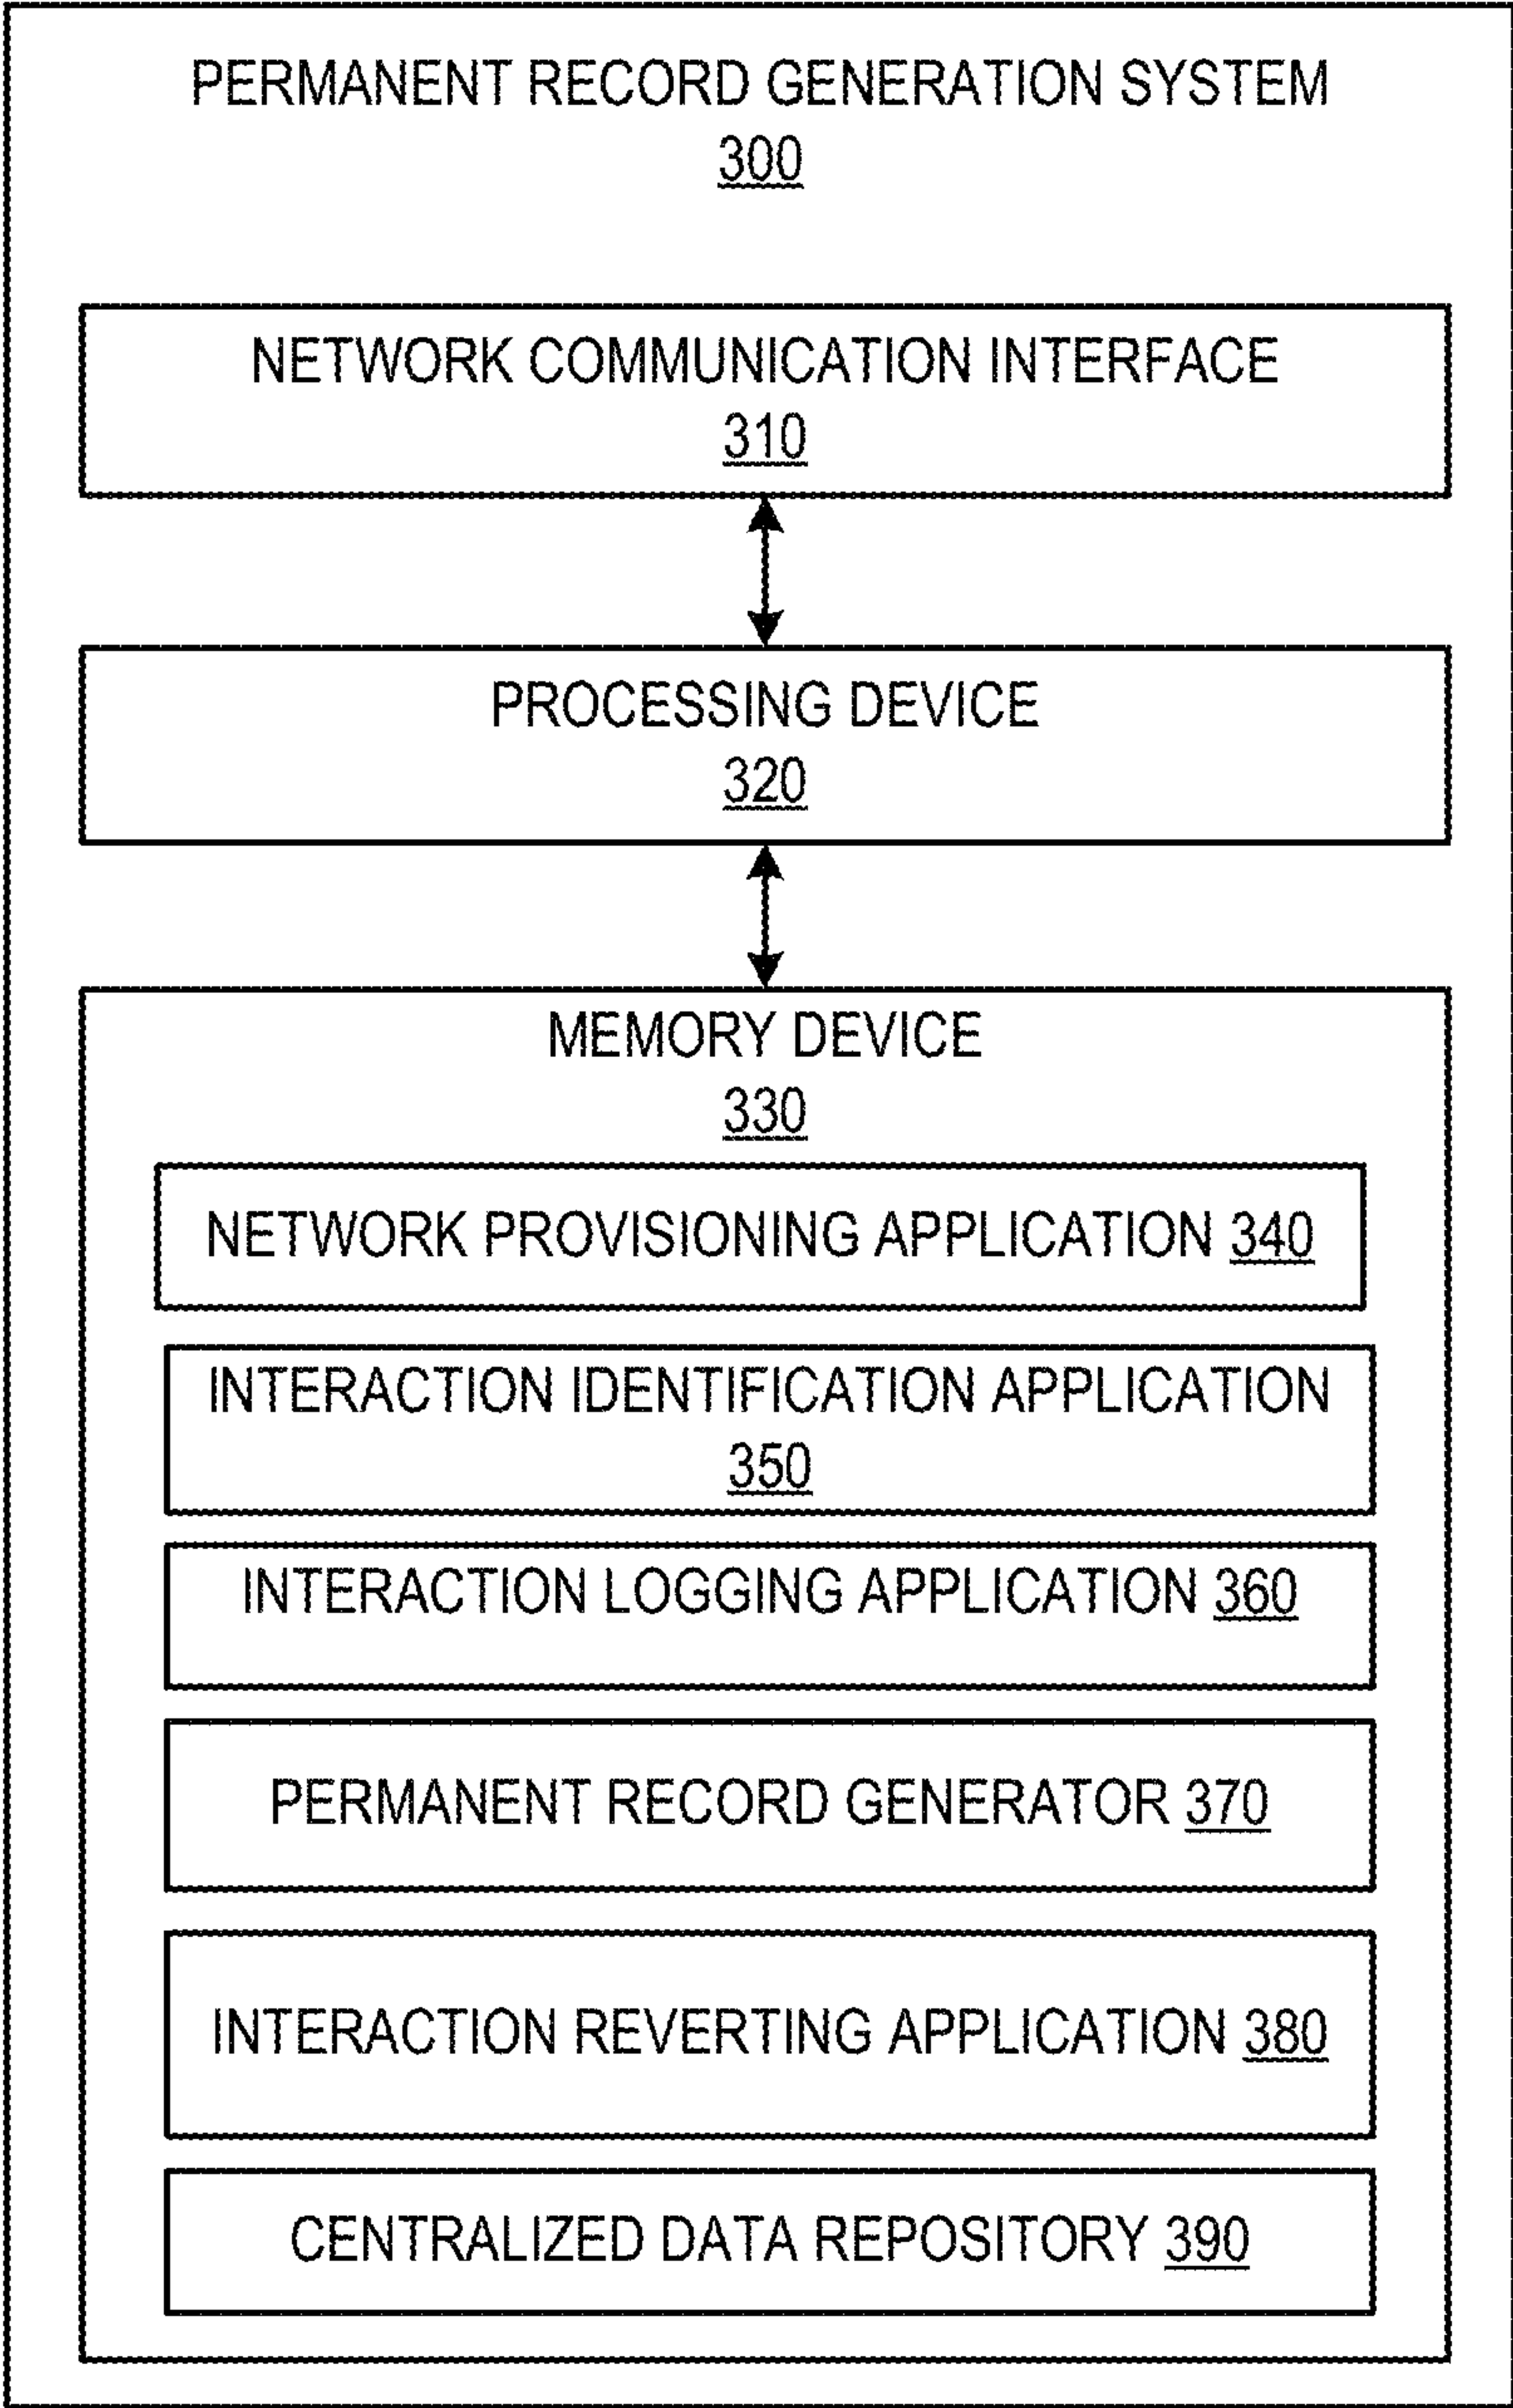 PERMANENT RECORD GENERATION SYSTEM
300
NETWORK COMMUNICATION INTERFACE
310
PROCESSING DEVICE
320
MEMORY DEVICE
330
NETWORK PROVISIONING APPLICATION 340
INTERACTION IDENTIFICATION APPLICATION
350
INTERACTION LOGGING APPLICATION 360
PERMANENT RECORD GENERATOR 370
INTERACTION REVERTING APPLICATION 380
CENTRALIZED DATA REPOSITORY 390